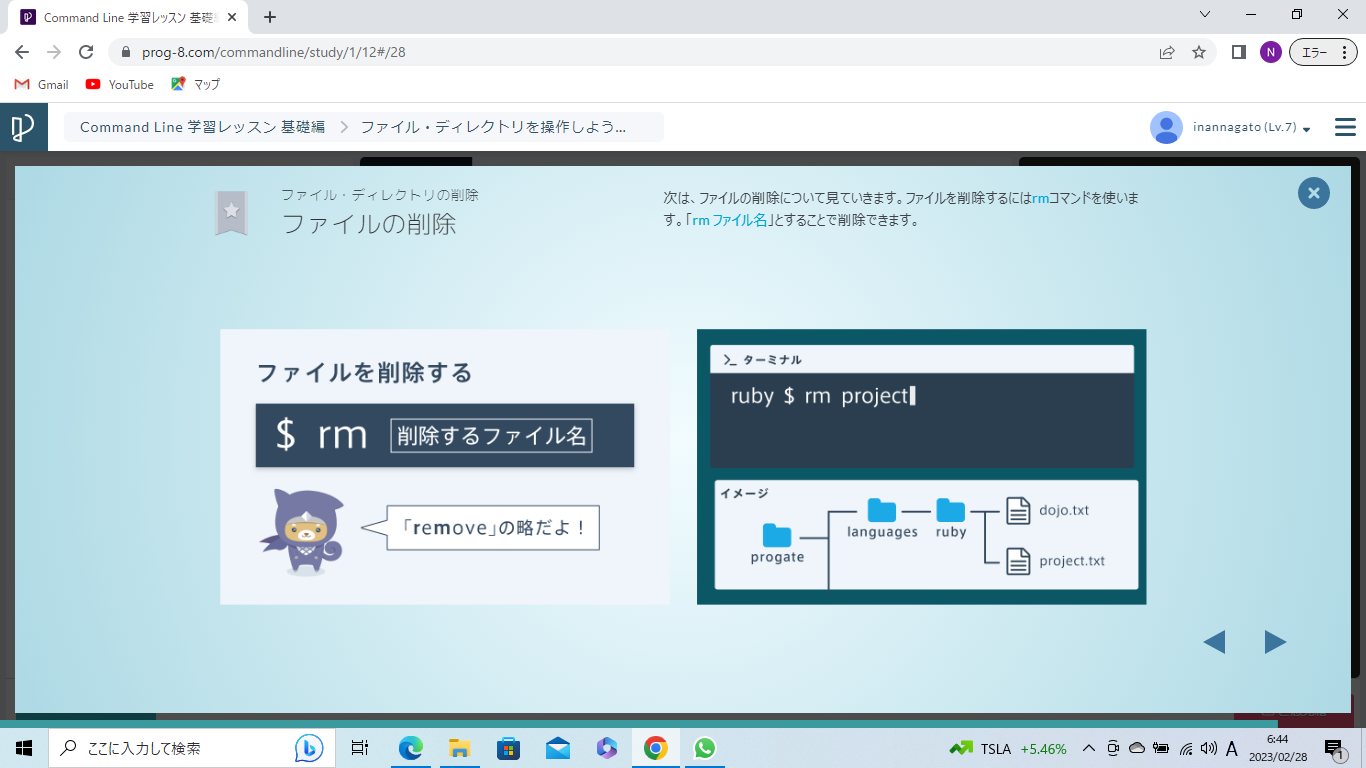 Command Line 学習レッスン 基礎
prog-8.com/commandline/study/1/12#/28
N
エラー
Gmail
YouTube
マップ
Command Line 学習レッスン 基礎編
ファイル・ディレクトリを操作しよう...
inannagato (Lv.7)
ファイル・ディレクトリの削除
ファイルの削除
次は、ファイルの削除について見ていきます。ファイルを削除するにはrmコマンドを使いま
す。「rm ファイル名」とすることで削除できます。
ファイルを削除する
$ rm 削除するファイル名
「remove」の略だよ！
ターミナル
ruby $ rm project
イメージ
dojo.txt
languages
ruby
progate
project.txt
ここに入力して検索
TSLA +5.46%
A
6:44
2023/02/28
1